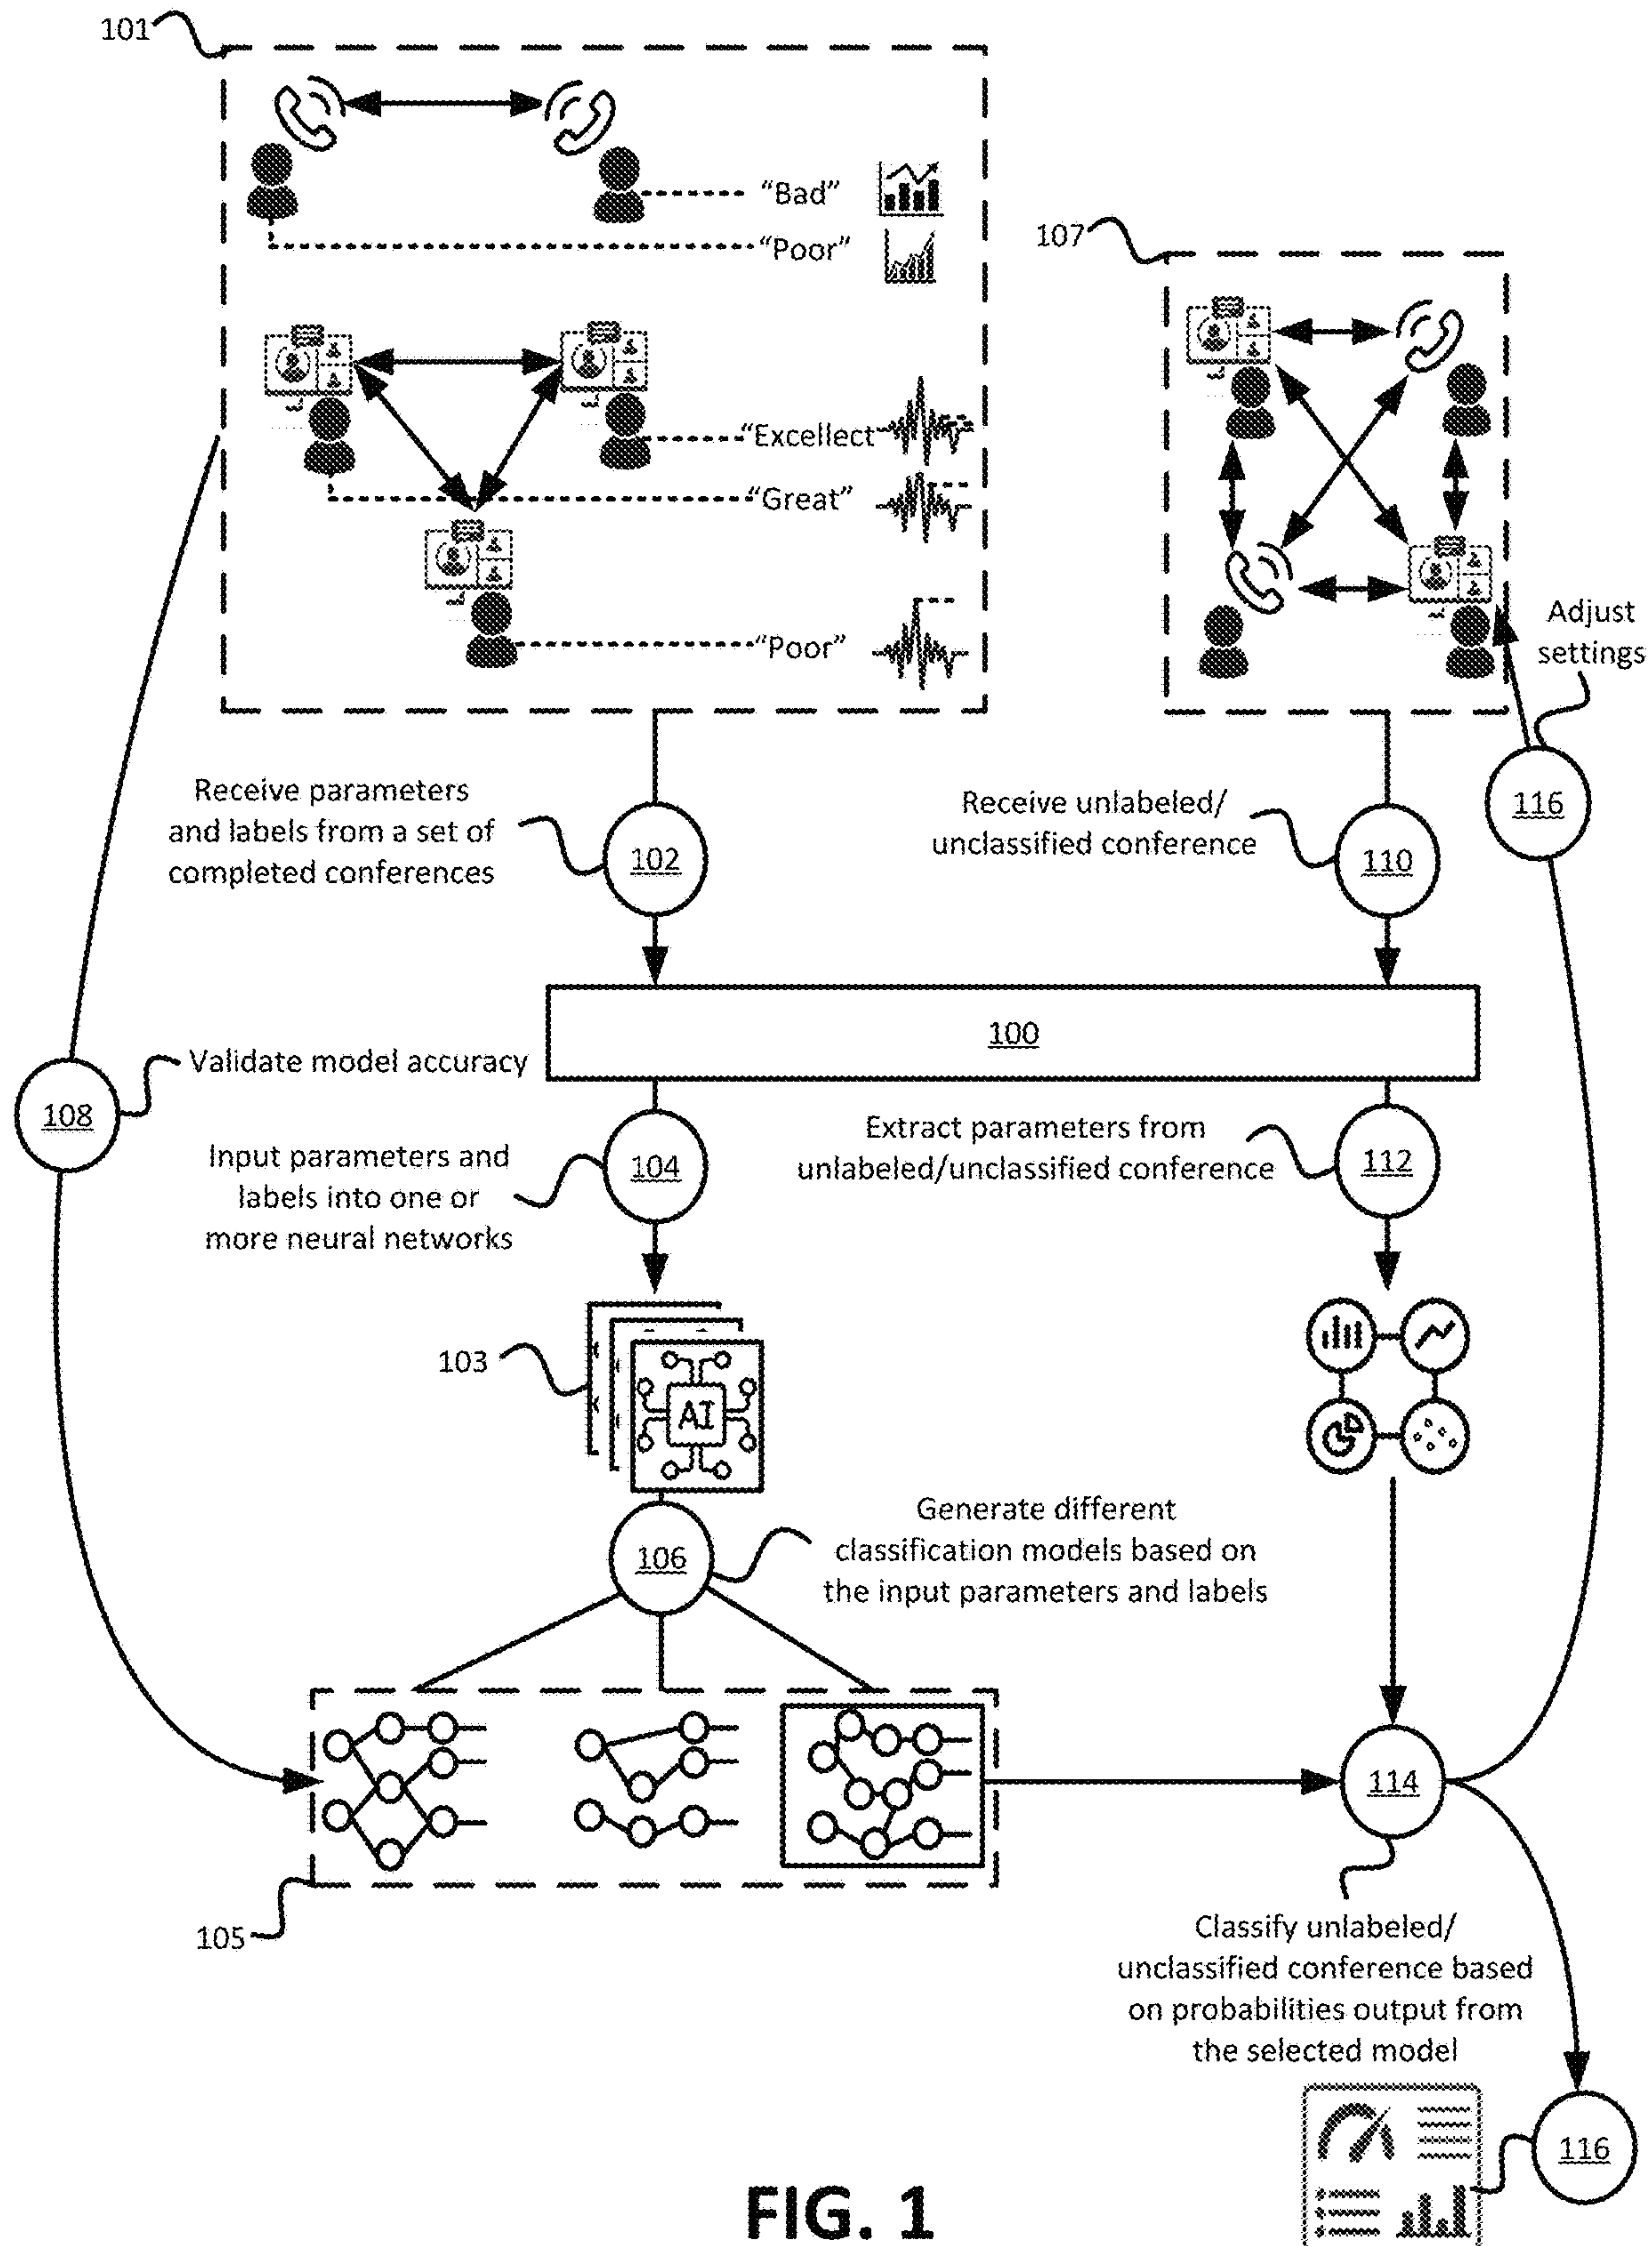 101
"Bad"
"Poor"
107
"Excellect
"Great"
"Poor"
Adjust
settings
Receive parameters
and labels from a set of
completed conferences
102
Receive unlabeled/
unclassified conference
110
116
100
Validate model accuracy
108
Input parameters and
labels into one or
more neural networks
104
Extract parameters from
unlabeled/unclassified conference
112
103
AI
106
Generate different
classification models based on
the input parameters and labels
114
105
Classify unlabeled/
unclassified conference based
on probabilities output from
the selected model
116
FIG. 1